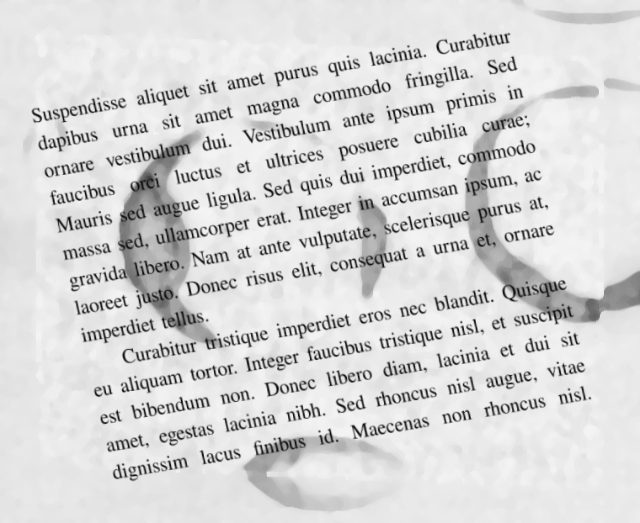 Suspendisse aliquet sit amet purus quis lacinia. Curabitur
dapibus urna sit amet magna commodo fringilla. Sed
ornare vestibulum dui. Vestibulum ante ipsum primis in
faucibus orci luctus et ultrices posuere cubilia curae;
Mauris sed augue ligula. Sed quis dui imperdiet, commodo
massa sed, ullamcorper erat. Integer in accumsan ipsum, ac
gravida libero. Nam at ante vulputate, scelerisque purus at,
laoreet justo. Donec risus elit, consequat a urna et, ornare
imperdiet tellus.
Curabitur tristique imperdiet eros nec blandit. Quisque
eu aliquam tortor. Integer faucibus tristique nisl, et suscipit
est bibendum non. Donec libero diam, lacinia et dui sit
amet, egestas lacinia nibh. Sed rhoncus nisl augue, vitae
dignissim lacus finibus id. Maecenas non rhoncus nisl.